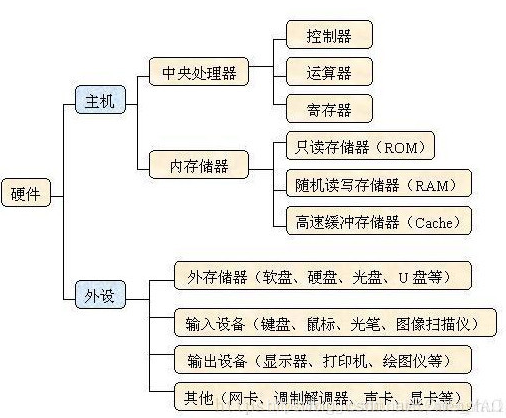 硬件
主机
中央处理器
控制器
运算器
寄存器
内存储器
只读存储器（ROM）
随机读写存储器（RAM）
高速缓冲存储器（Cache）
外设
外存储器（软盘、硬盘、光盘、U 盘等）
输入设备（键盘、鼠标、光笔、图像扫描仪）
输出设备（显示器、打印机、绘图仪等）
其他（网卡、调制解调器、声卡、显卡等）